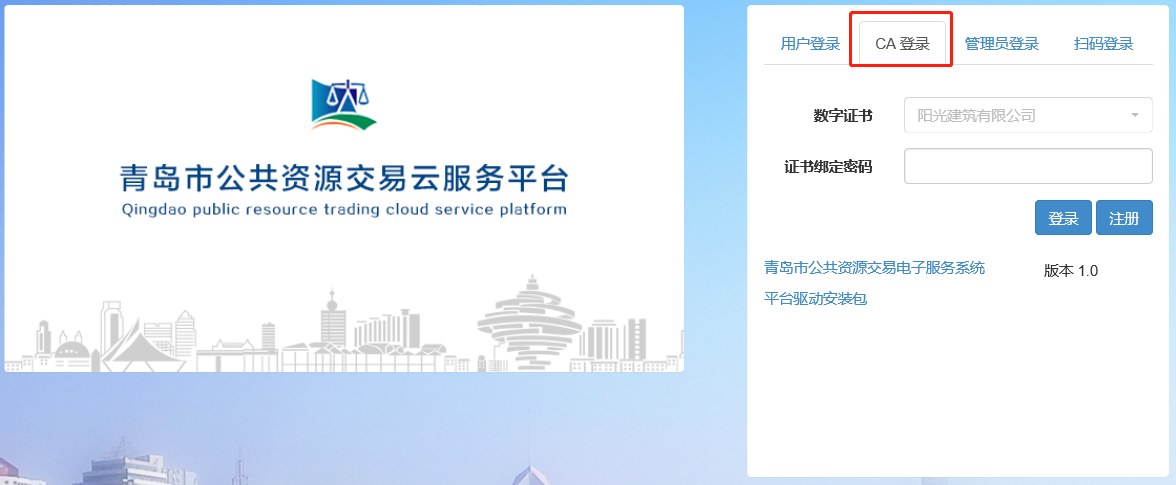 青岛市公共资源交易云服务平台
Qingdao public resource trading cloud service platform
用户登录 CA 登录 管理员登录 扫码登录
数字证书 阳光建筑有限公司
证书绑定密码
登录 注册
青岛市公共资源交易电子服务系统 版本 1.0
平台驱动安装包